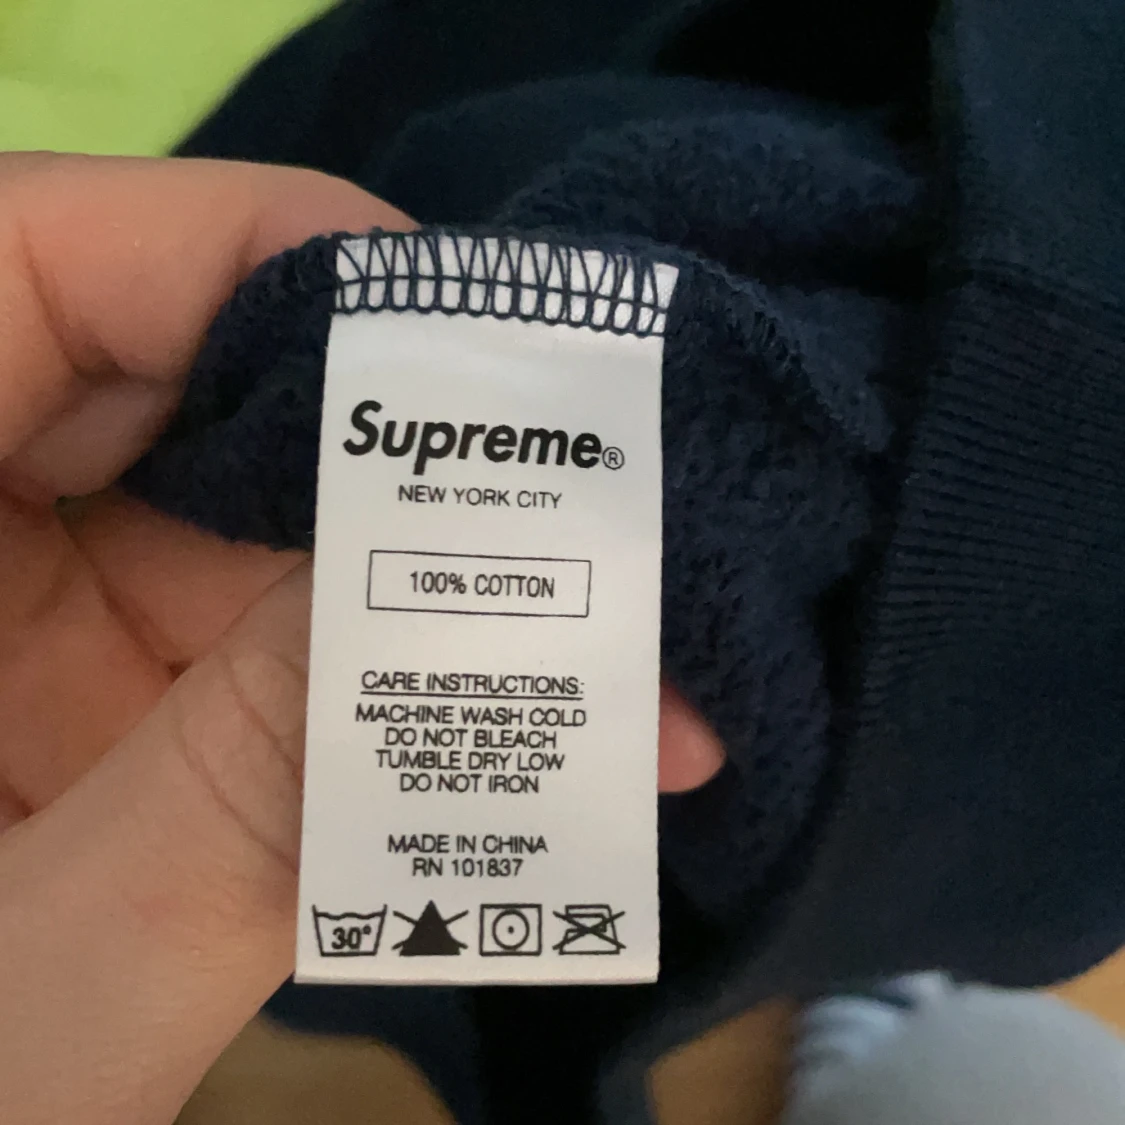 Supreme®
NEW YORK CITY
100% COTTON
CARE INSTRUCTIONS:
MACHINE WASH COLD
DO NOT BLEACH
TUMBLE DRY LOW
DO NOT IRON
MADE IN CHINA
RN 101837
30°